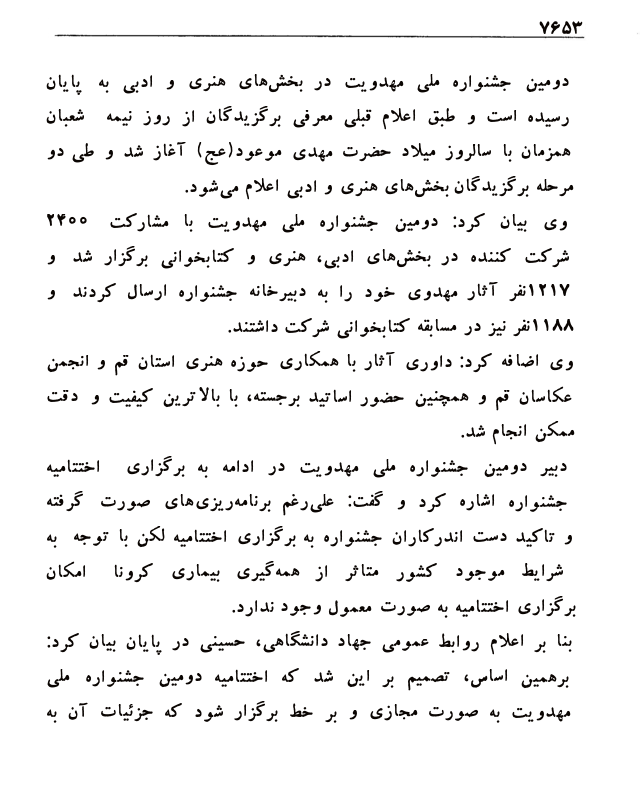 ۷۶۵۳
دومین جشنواره ملی مهدویت در بخش‌های هنری و ادبی به پایان
رسیده است و طبق اعلام قبلی معرفی برگزیدگان از روز نیمه شعبان
همزمان با سالروز میلاد حضرت مهدی موعود(عج) آغاز شد و طی دو
مرحله برگزیدگان بخش‌های هنری و ادبی اعلام می‌شود.
وی بیان کرد: دومین جشنواره ملی مهدویت با مشارکت ۲۴۰۰
شرکت کننده در بخش‌های ادبی، هنری و کتابخوانی برگزار شد و
۱۲۱۷نفر آثار مهدوی خود را به دبیرخانه جشنواره ارسال کردند و
۱۱۸۸نفر نیز در مسابقه کتابخوانی شرکت داشتند.
وی اضافه کرد: داوری آثار با همکاری حوزه هنری استان قم و انجمن
عکاسان قم و همچنین حضور اساتید برجسته، با بالاترین کیفیت و دقت
ممکن انجام شد.
دبیر دومین جشنواره ملی مهدویت در ادامه به برگزاری اختتامیه
جشنواره اشاره کرد و گفت: علی‌رغم برنامه‌ریزی‌های صورت گرفته
و تاکید دست اندرکاران جشنواره به برگزاری اختتامیه لکن با توجه به
شرایط موجود کشور متاثر از همه‌گیری بیماری کرونا امکان
برگزاری اختتامیه به صورت معمول وجود ندارد.
بنا بر اعلام روابط عمومی جهاد دانشگاهی، حسینی در پایان بیان کرد:
برهمین اساس، تصمیم بر این شد که اختتامیه دومین جشنواره ملی
مهدویت به صورت مجازی و بر خط برگزار شود که جزئیات آن به